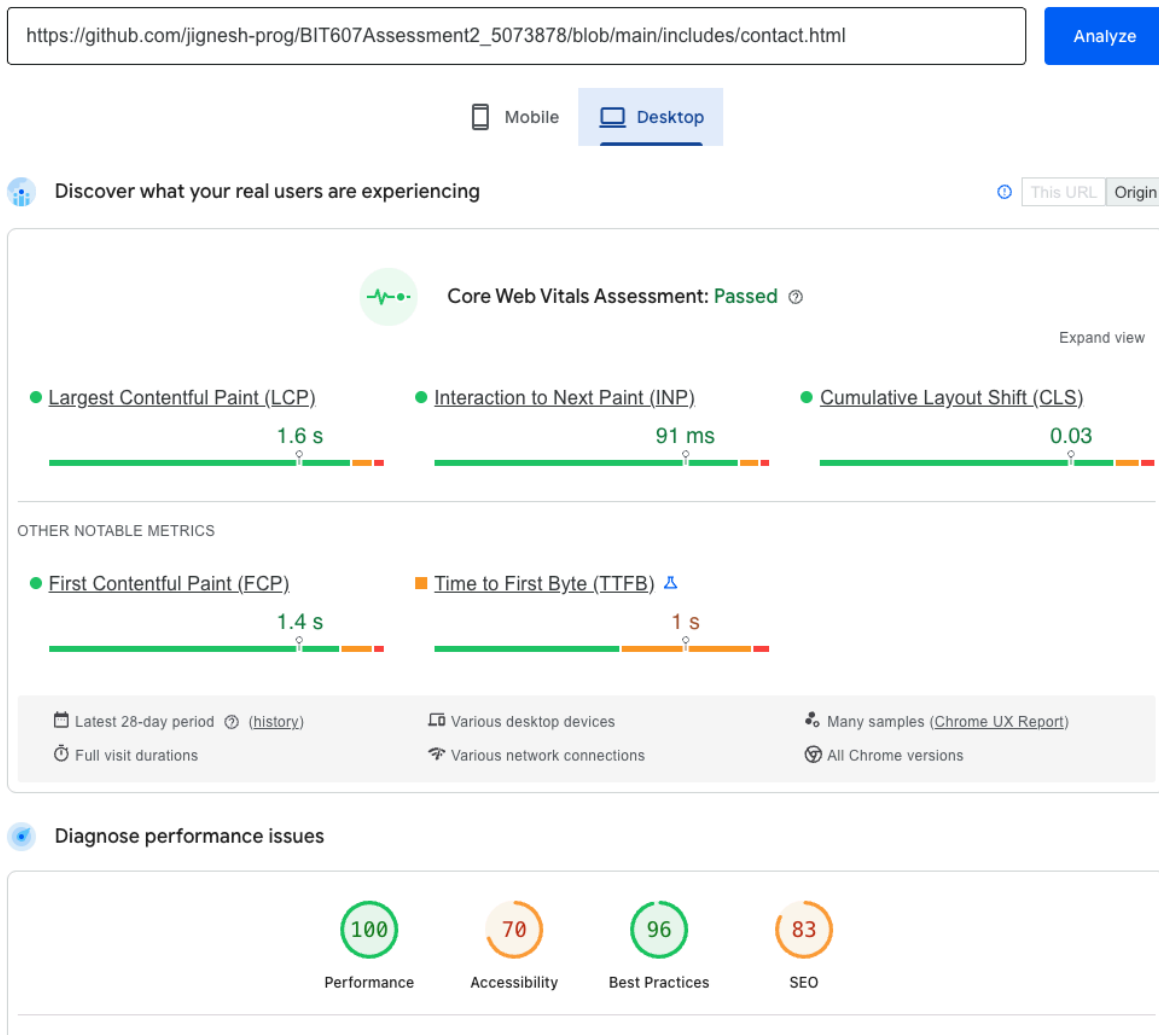 https://github.com/jignesh-prog/BIT607Assessment2_5073878/blob/main/includes/contact.html
Analyze
Mobile
Desktop
Discover what your real users are experiencing
This URL
Origin
Core Web Vitals Assessment: Passed
Expand view
Largest Contentful Paint (LCP)
1.6 s
Interaction to Next Paint (INP)
91 ms
Cumulative Layout Shift (CLS)
0.03
OTHER NOTABLE METRICS
First Contentful Paint (FCP)
1.4 s
Time to First Byte (TTFB)
1 s
Latest 28-day period (history)
Various desktop devices
Many samples (Chrome UX Report)
Full visit durations
Various network connections
All Chrome versions
Diagnose performance issues
100
Performance
70
Accessibility
96
Best Practices
83
SEO